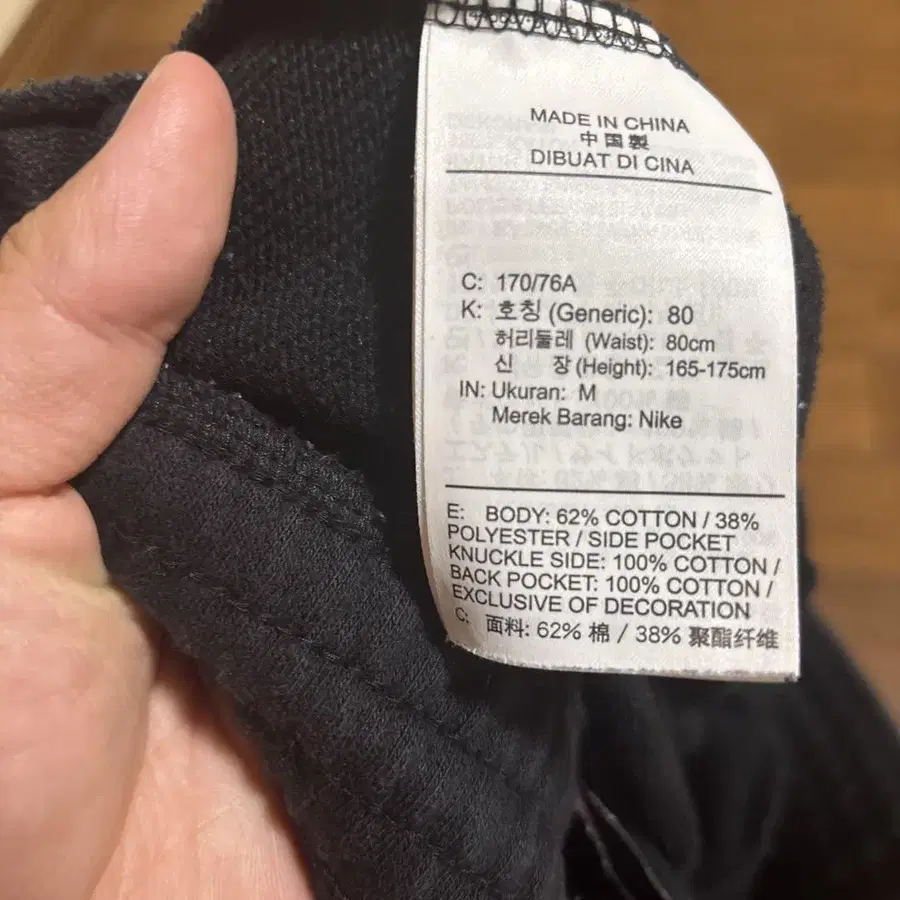 MADE IN CHINA
中国製
DIBUAT DI CINA
C: 170/76A
K: 호칭 (Generic): 80
허리둘레 (Waist): 80cm
신 장 (Height): 165-175cm
IN: Ukuran: M
Merek Barang: Nike
E: BODY: 62% COTTON / 38%
POLYESTER / SIDE POCKET
KNUCKLE SIDE: 100% COTTON /
BACK POCKET: 100% COTTON /
EXCLUSIVE OF DECORATION
C: 面料: 62% 棉 / 38% 聚酯纤维